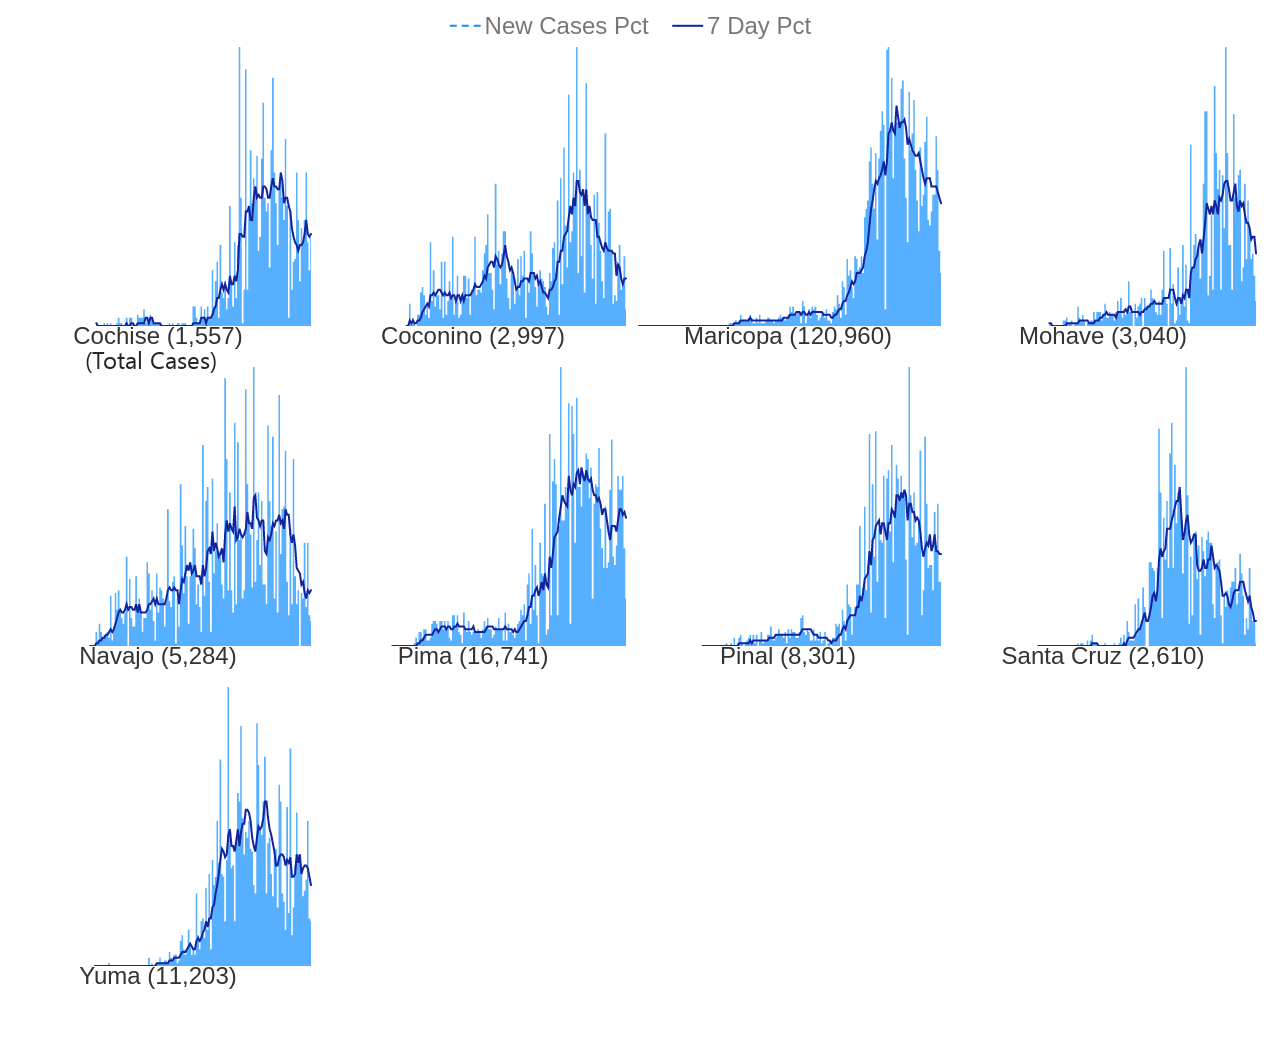 New Cases Pct 7 Day Pct
Cochise (1,557) Coconino (2,997) Maricopa (120,960) Mohave (3,040)
(Total Cases)
Navajo (5,284) Pima (16,741) Pinal (8,301) Santa Cruz (2,610)
Yuma (11,203)